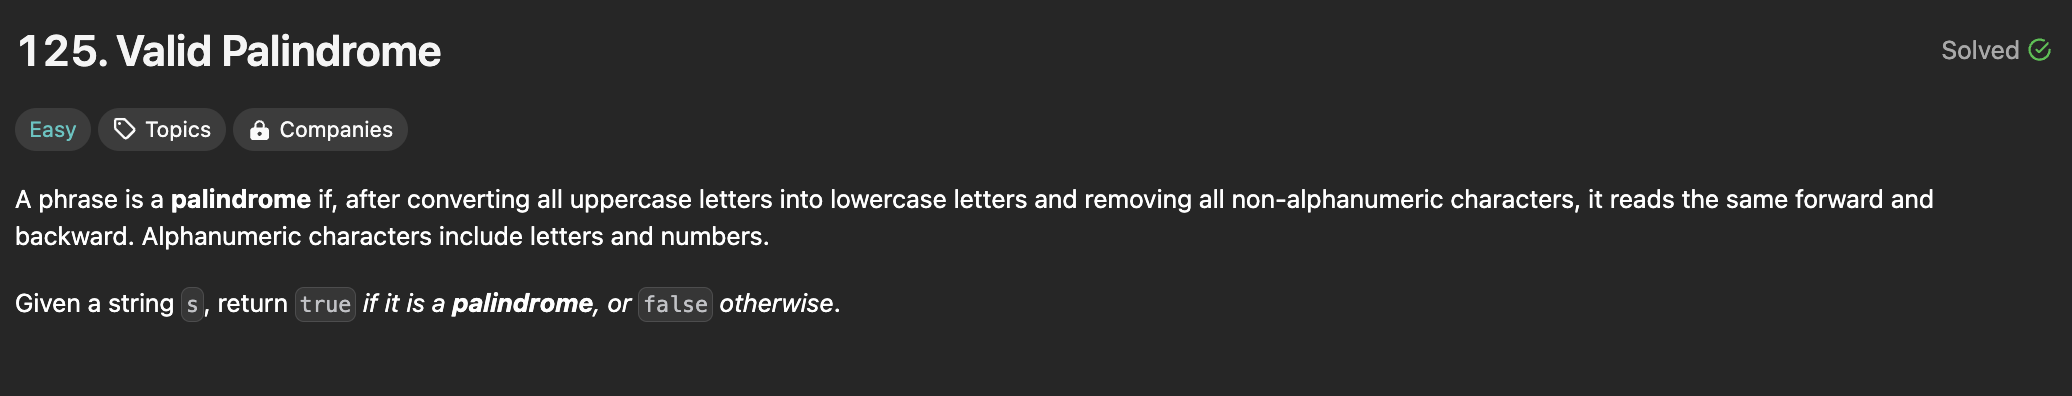 125. Valid Palindrome
Solved
Easy Topics Companies
A phrase is a palindrome if, after converting all uppercase letters into lowercase letters and removing all non-alphanumeric characters, it reads the same forward and
backward. Alphanumeric characters include letters and numbers.
Given a string s, return true if it is a palindrome, or false otherwise.